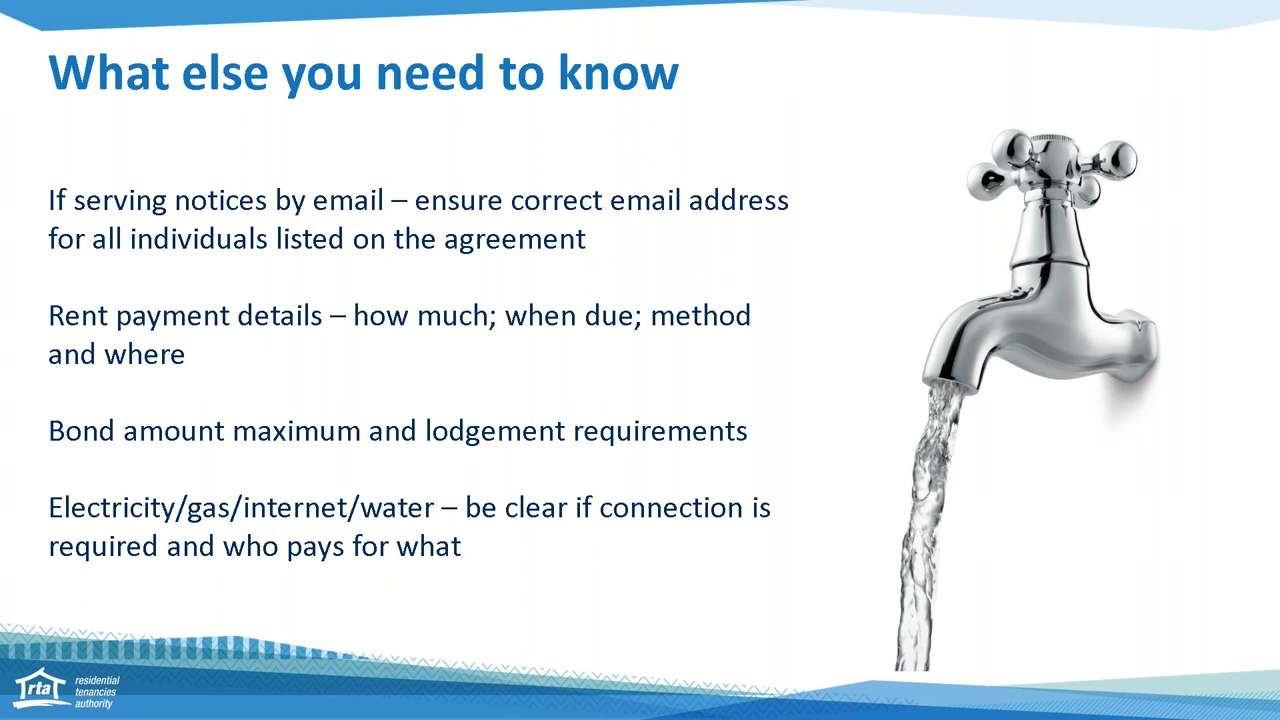 What else you need to know
If serving notices by email – ensure correct email address
for all individuals listed on the agreement
Rent payment details – how much; when due; method
and where
Bond amount maximum and lodgement requirements
Electricity/gas/internet/water – be clear if connection is
required and who pays for what
rta
residential
tenancies
authority